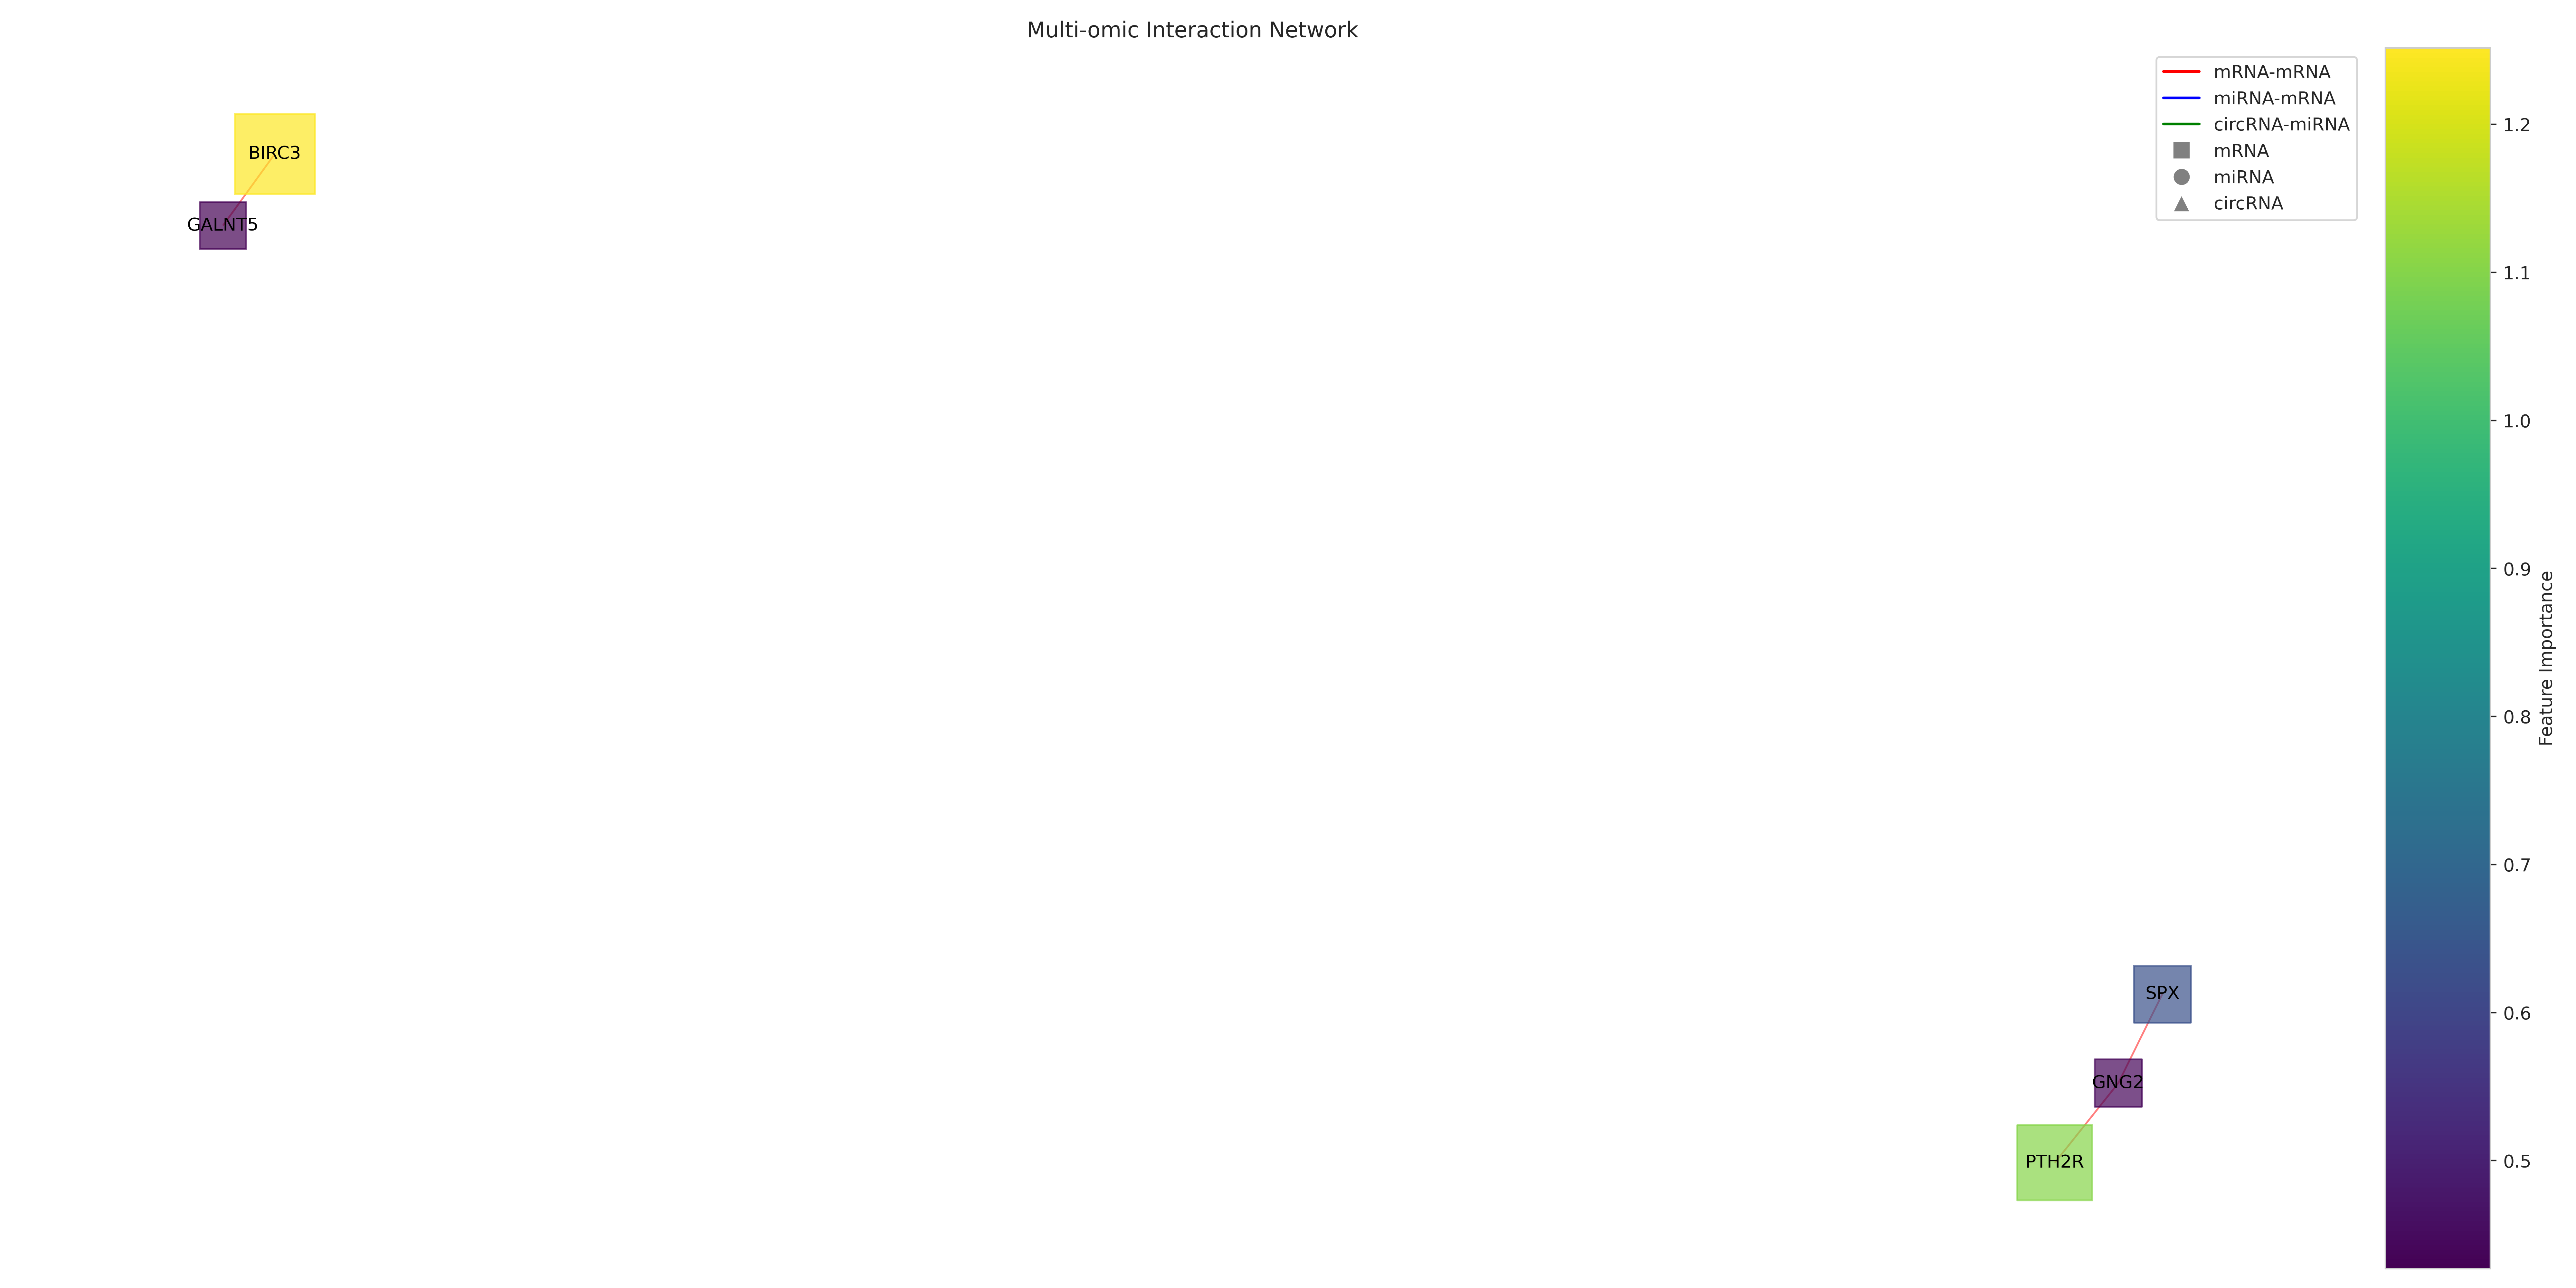 Multi-omic Interaction Network
mRNA-mRNA
miRNA-mRNA
circRNA-miRNA
mRNA
miRNA
circRNA
BIRC3
GALNT5
SPX
GNG2
PTH2R
1.2
1.1
1.0
0.9
0.8
0.7
0.6
0.5
Feature Importance